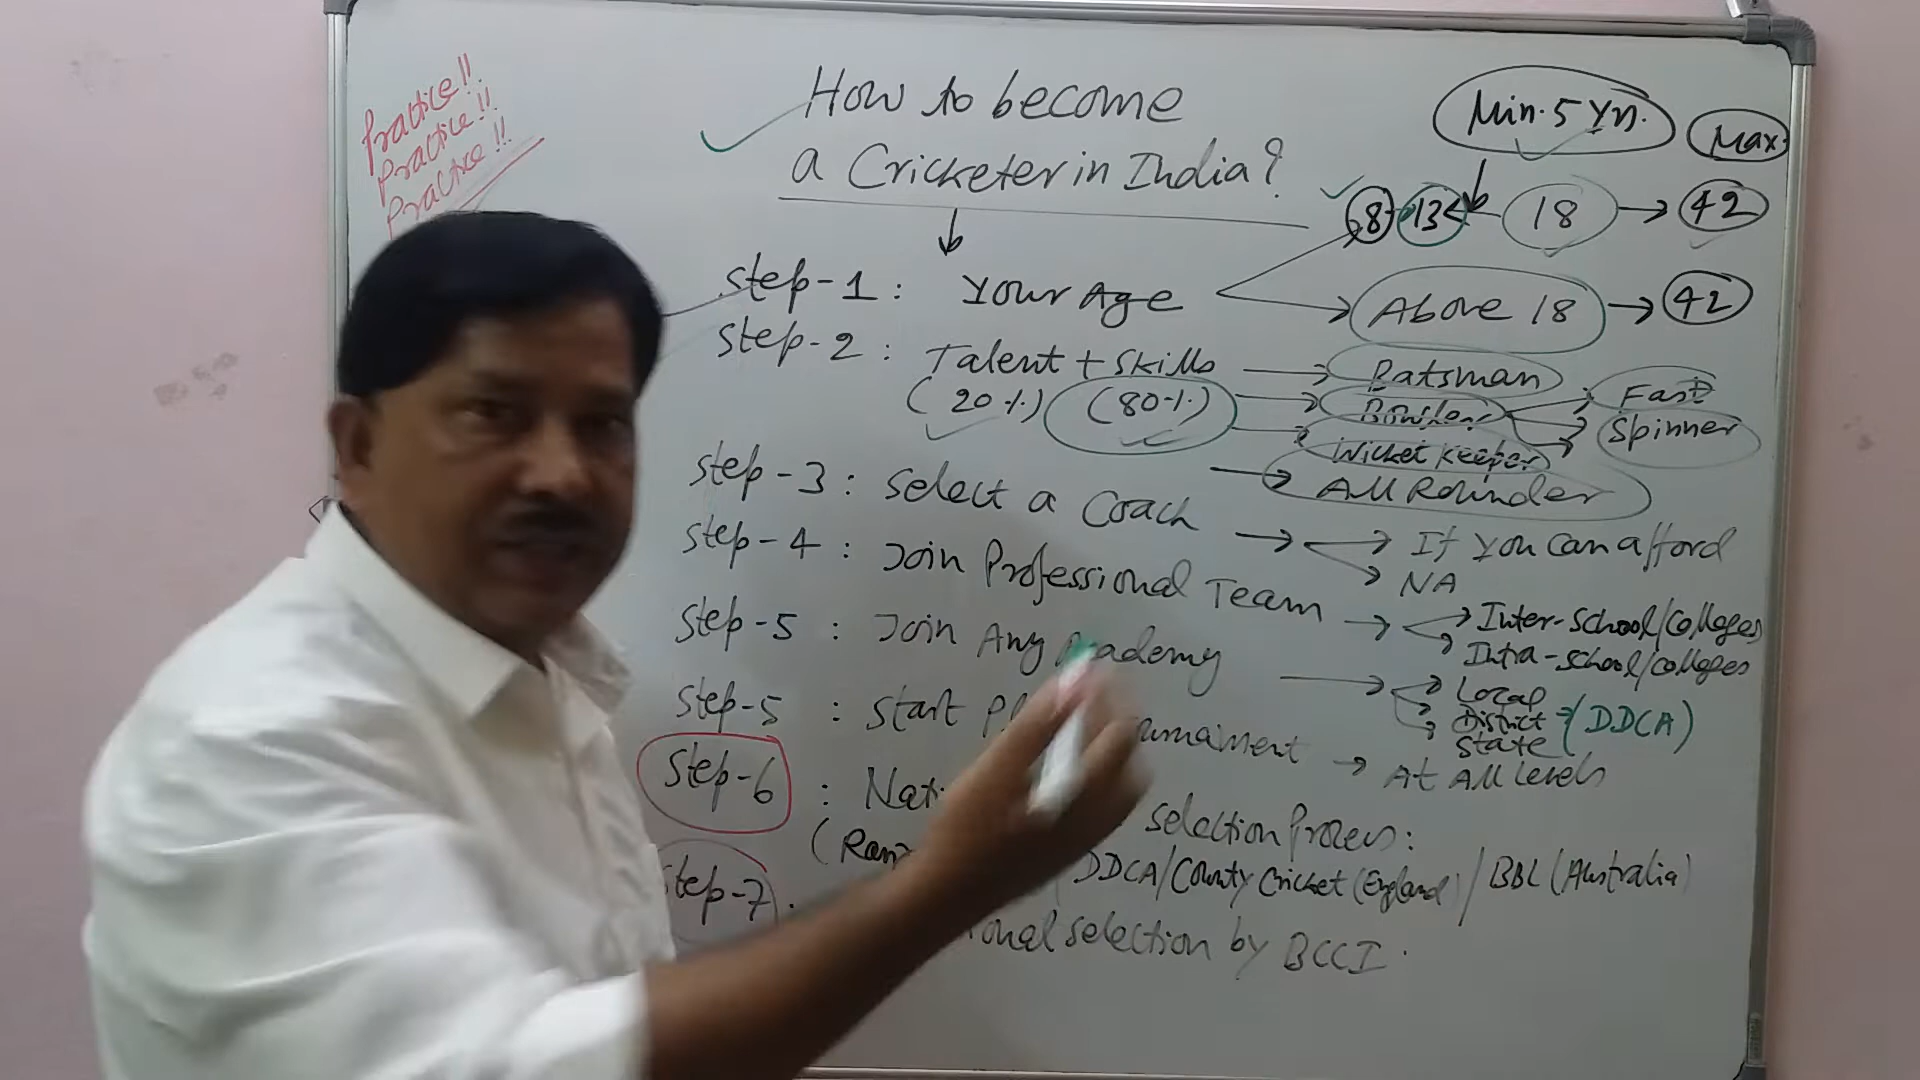 Practice!!
Practice!!
Practice!!
How to become
a Cricketer in India?
Min. 5 Yrs.
Max.
8 13 18 → 42
Step-1 : Your Age
Above 18 → 42
Step-2 : Talent + Skills
(20%) (80%)
Batsman
Bowler
Fast
Spinner
Wicket Keeper
All Rounder
Step-3 : Select a Coach
If You Can afford
NA
Step-4 : Join Professional Team
Inter-School/Colleges
Intra-School/Colleges
Step-5 : Join Any Academy
Local
District
State
(DDCA)
Step-5 : Start
At All levels
Step-6 :
Selection Process:
DDCA/County Cricket (England) / BBL (Australia)
Step-7
selection by BCCI.